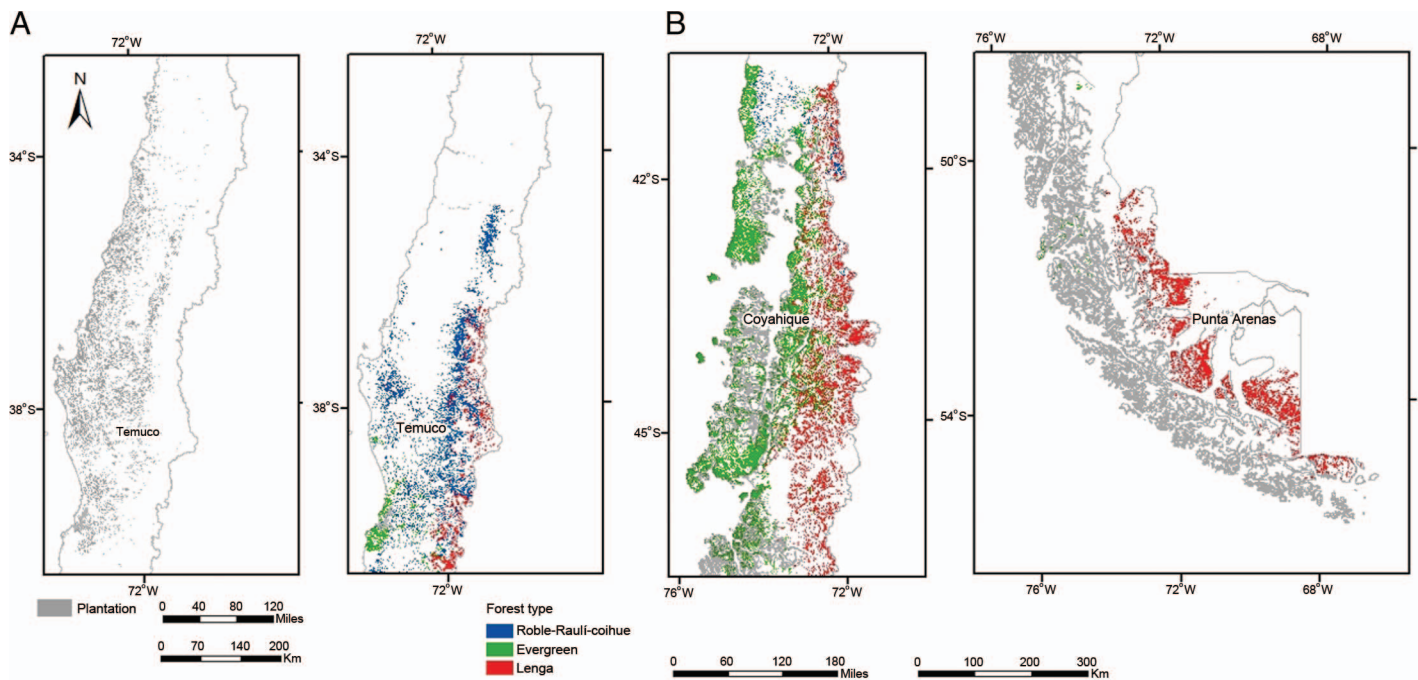 A
B
72°W
72°W
72°W
76°W
72°W
68°W
N
34°S
34°S
42°S
50°S
Coyahique
Punta Arenas
38°S
38°S
Temuco
Temuco
45°S
54°S
72°W
72°W
76°W
72°W
76°W
72°W
68°W
Plantation
0 40 80 120
Miles
0 70 140 200
Km
Forest type
Roble-Raulí-coihue
Evergreen
Lenga
0 60 120 180
Miles
0 100 200 300
Km